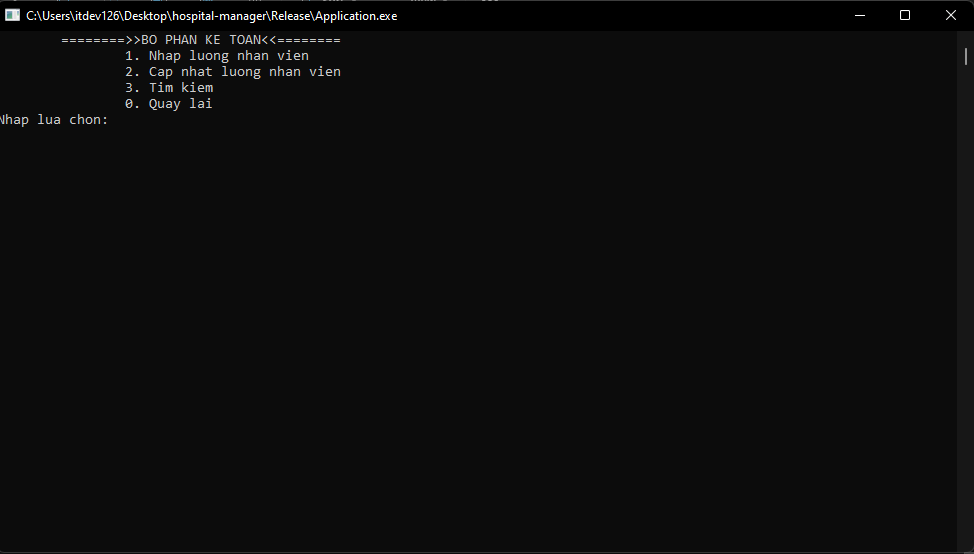 C:\Users\itdev126\Desktop\hospital-manager\Release\Application.exe
========>>BO PHAN KE TOAN<<========
1. Nhap luong nhan vien
2. Cap nhat luong nhan vien
3. Tim kiem
0. Quay lai
Nhap lua chon: